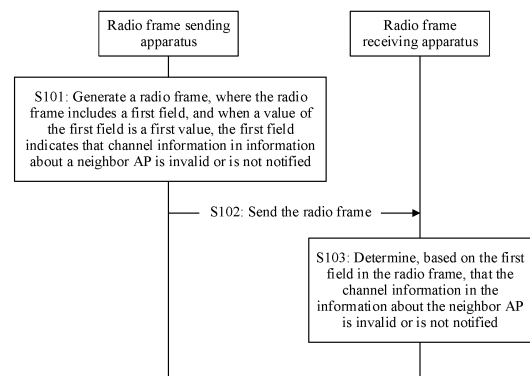 Radio frame sending
apparatus
Radio frame
receiving apparatus
S101: Generate a radio frame, where the radio
frame includes a first field, and when a value of
the first field is a first value, the first field
indicates that channel information in information
about a neighbor AP is invalid or is not notified
S102: Send the radio frame
S103: Determine, based on the first
field in the radio frame, that the
channel information in the
information about the neighbor AP
is invalid or is not notified